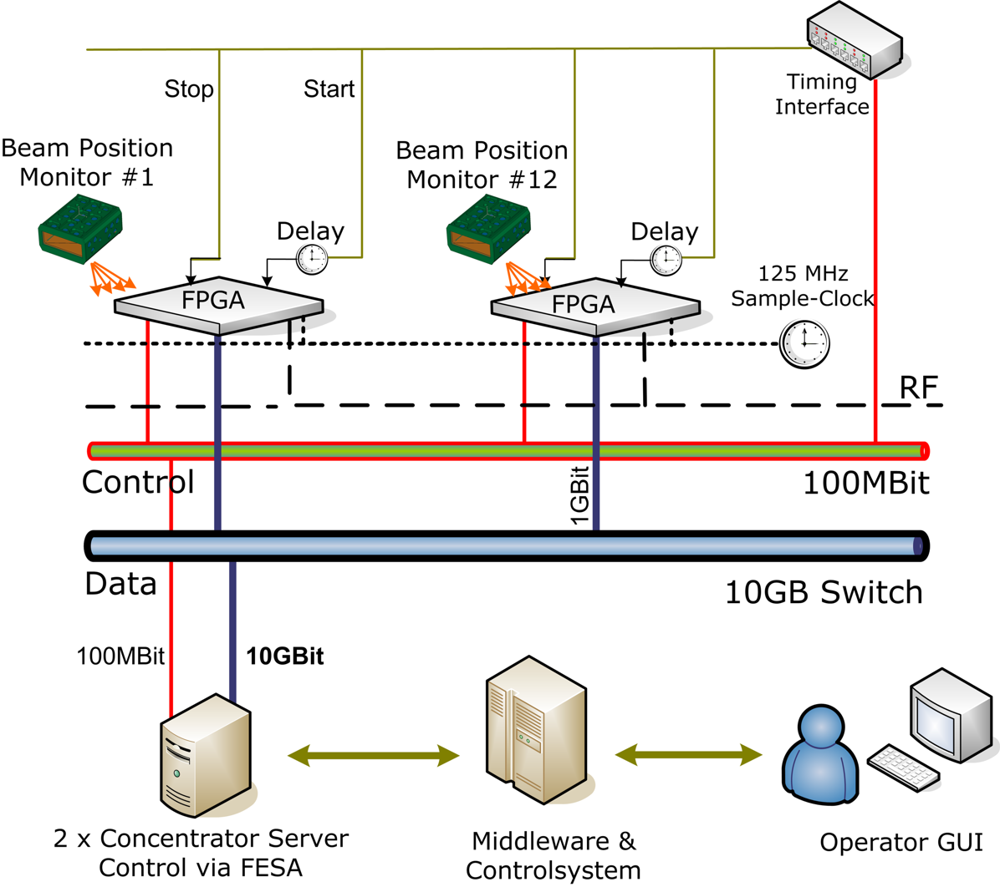 Timing
Interface
Stop
Start
Beam Position
Monitor #1
Beam Position
Monitor #12
Delay
Delay
125 MHz
Sample-Clock
FPGA
FPGA
RF
Control
100MBit
1GBit
Data
10GB Switch
100MBit
10GBit
2 x Concentrator Server
Control via FESA
Middleware &
Controlsystem
Operator GUI